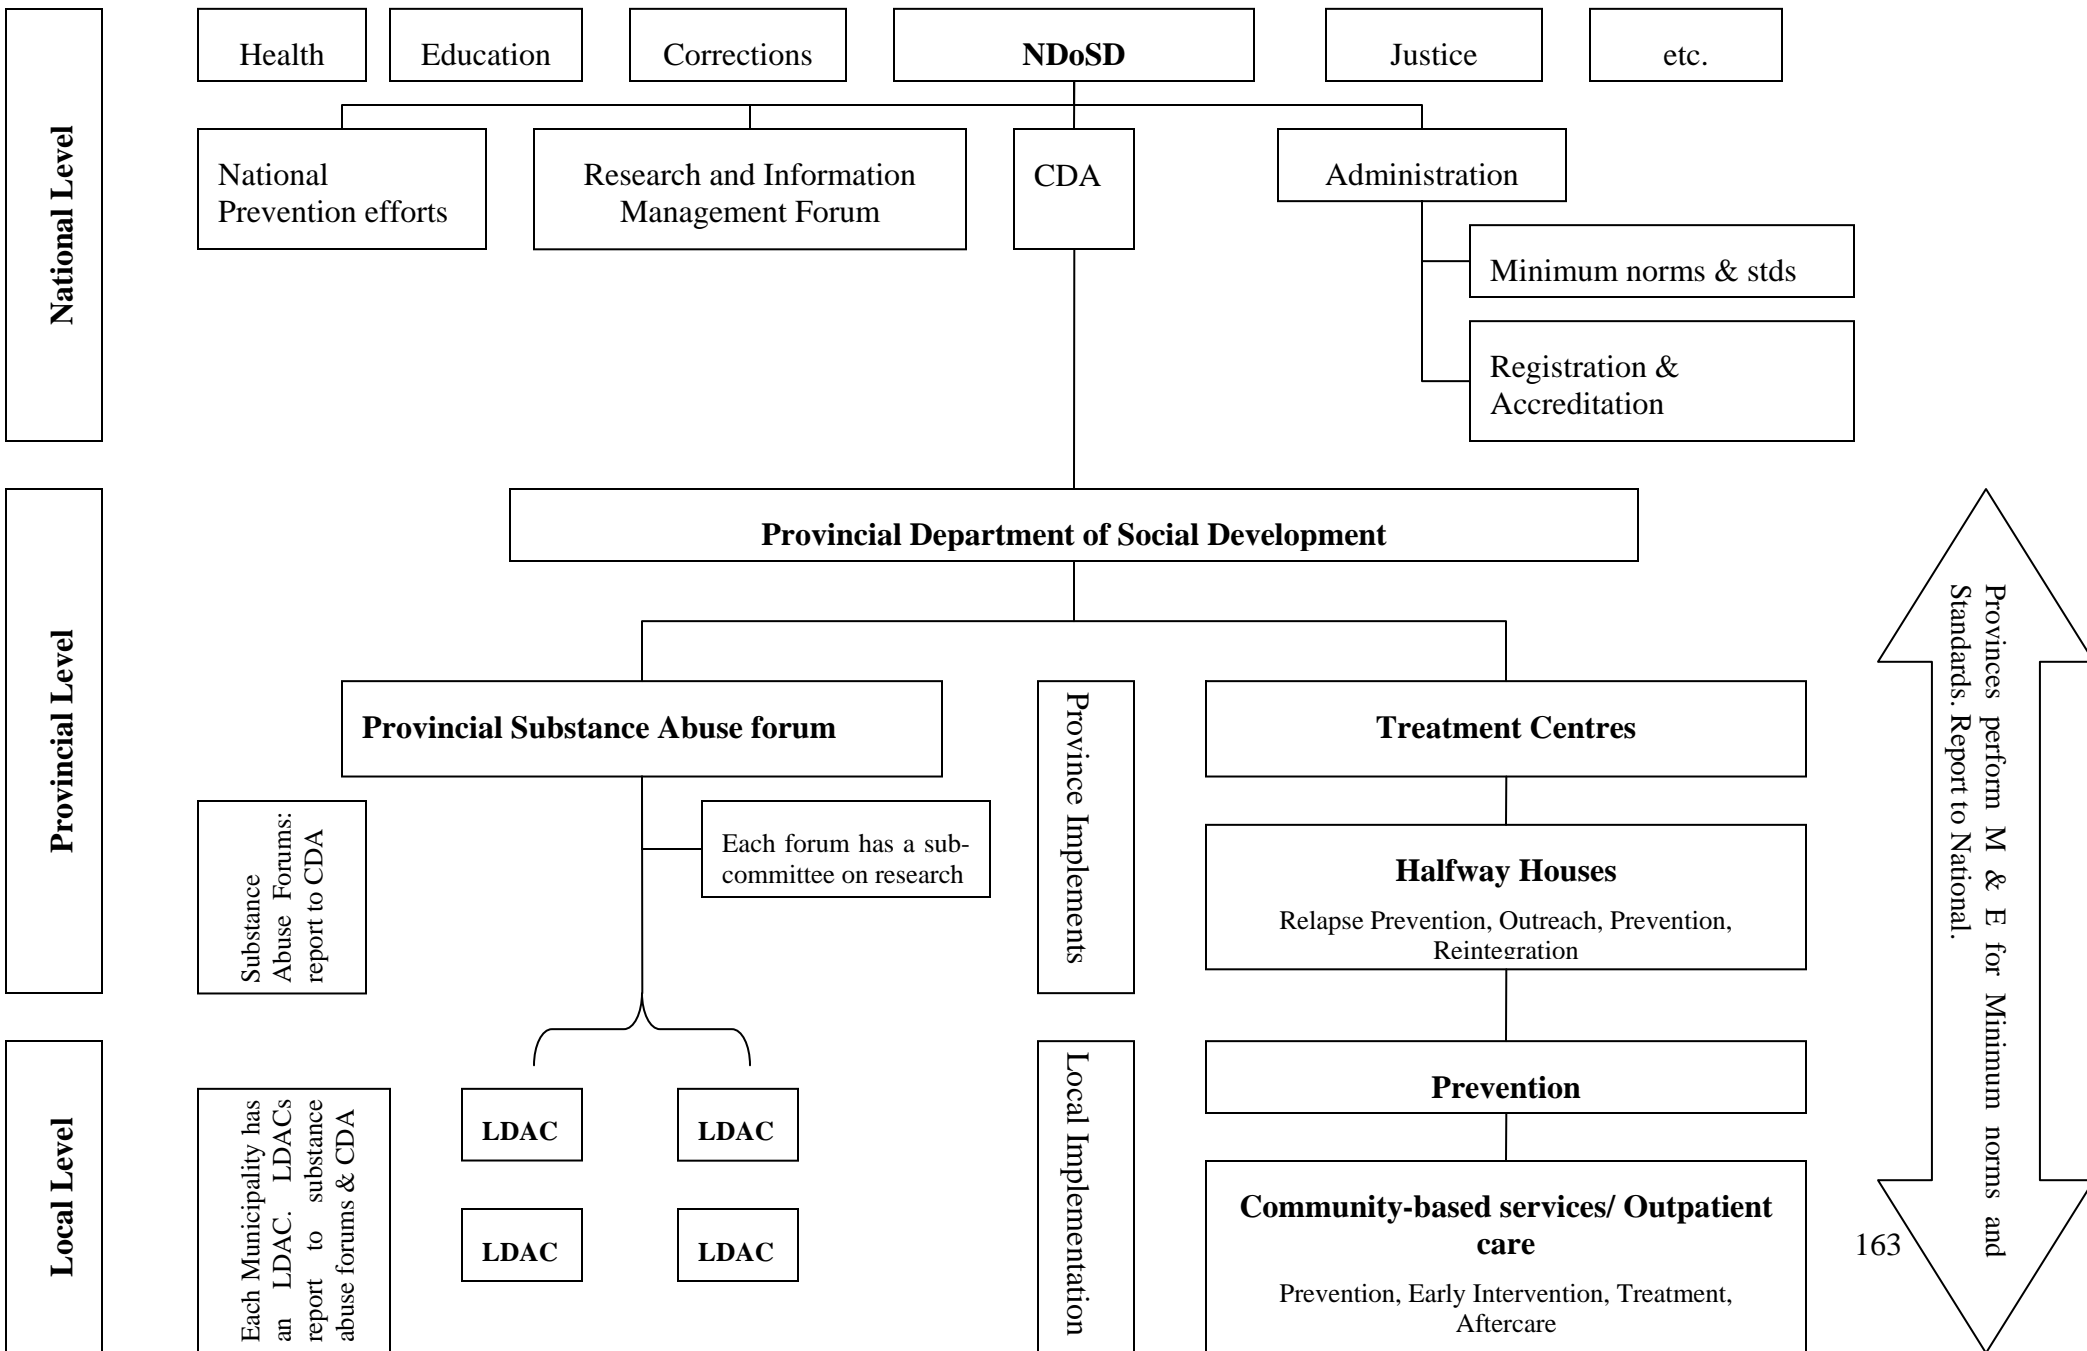 National Level
Health
Education
Corrections
NDoSD
Justice
etc.
National
Prevention efforts
Research and Information
Management Forum
CDA
Administration
Minimum norms & stds
Registration &
Accreditation
Provincial Level
Provincial Department of Social Development
Provincial Substance Abuse forum
Substance
Abuse Forums:
report to CDA
Each forum has a sub-
committee on research
Province Implements
Treatment Centres
Halfway Houses
Relapse Prevention, Outreach, Prevention,
Reintegration
Provinces perform M & E for Minimum norms and
Standards. Report to National.
Local Level
Each Municipality has
an LDAC. LDACs
report to substance
abuse forums & CDA
LDAC
LDAC
LDAC
LDAC
Local Implementation
Prevention
Community-based services/ Outpatient
care
Prevention, Early Intervention, Treatment,
Aftercare
163